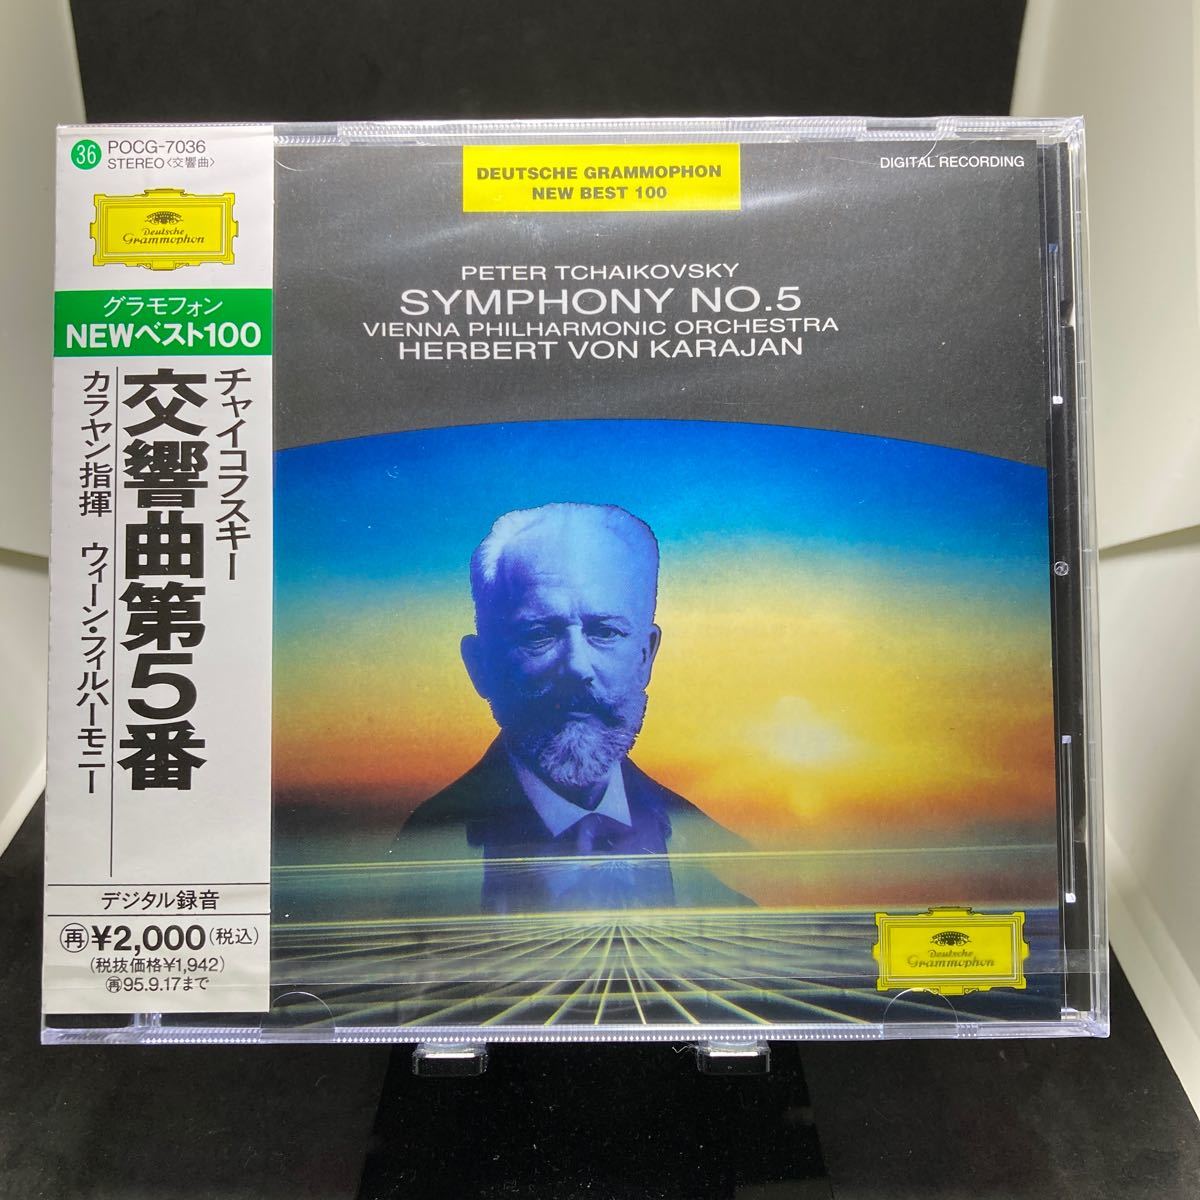 36 POCG-7036
STEREO〈交響曲〉
Deutsche
Grammophon
グラモフォン
NEWベスト100
チャイコフスキー
交響曲第5番
カラヤン指揮 ウィーン・フィルハーモニー
デジタル録音
再¥2,000(税込)
(税抜価格¥1,942)
再95.9.17まで
DEUTSCHE GRAMMOPHON
NEW BEST 100
DIGITAL RECORDING
PETER TCHAIKOVSKY
SYMPHONY NO.5
VIENNA PHILHARMONIC ORCHESTRA
HERBERT VON KARAJAN
Deutsche
Grammophon